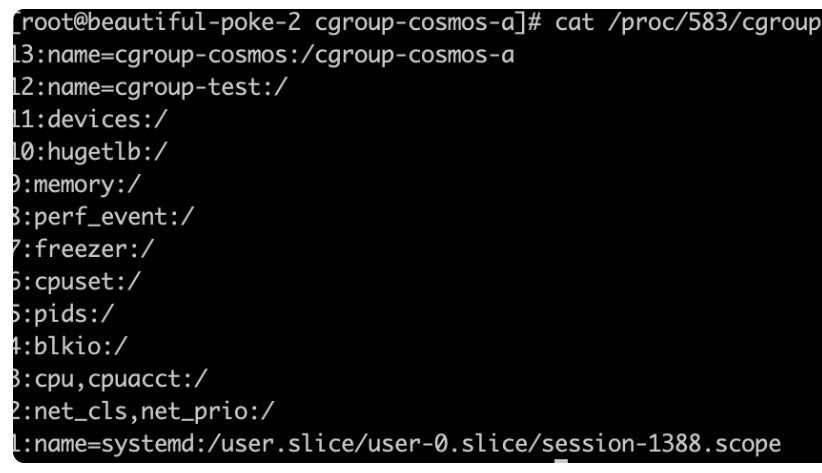 [root@beautiful-poke-2 cgroup-cosmos-a]# cat /proc/583/cgroup
13:name=cgroup-cosmos:/cgroup-cosmos-a
12:name=cgroup-test:/
11:devices:/
10:hugetlb:/
9:memory:/
8:perf_event:/
7:freezer:/
6:cpuset:/
5:pids:/
4:blkio:/
3:cpu,cpuacct:/
2:net_cls,net_prio:/
1:name=systemd:/user.slice/user-0.slice/session-1388.scope